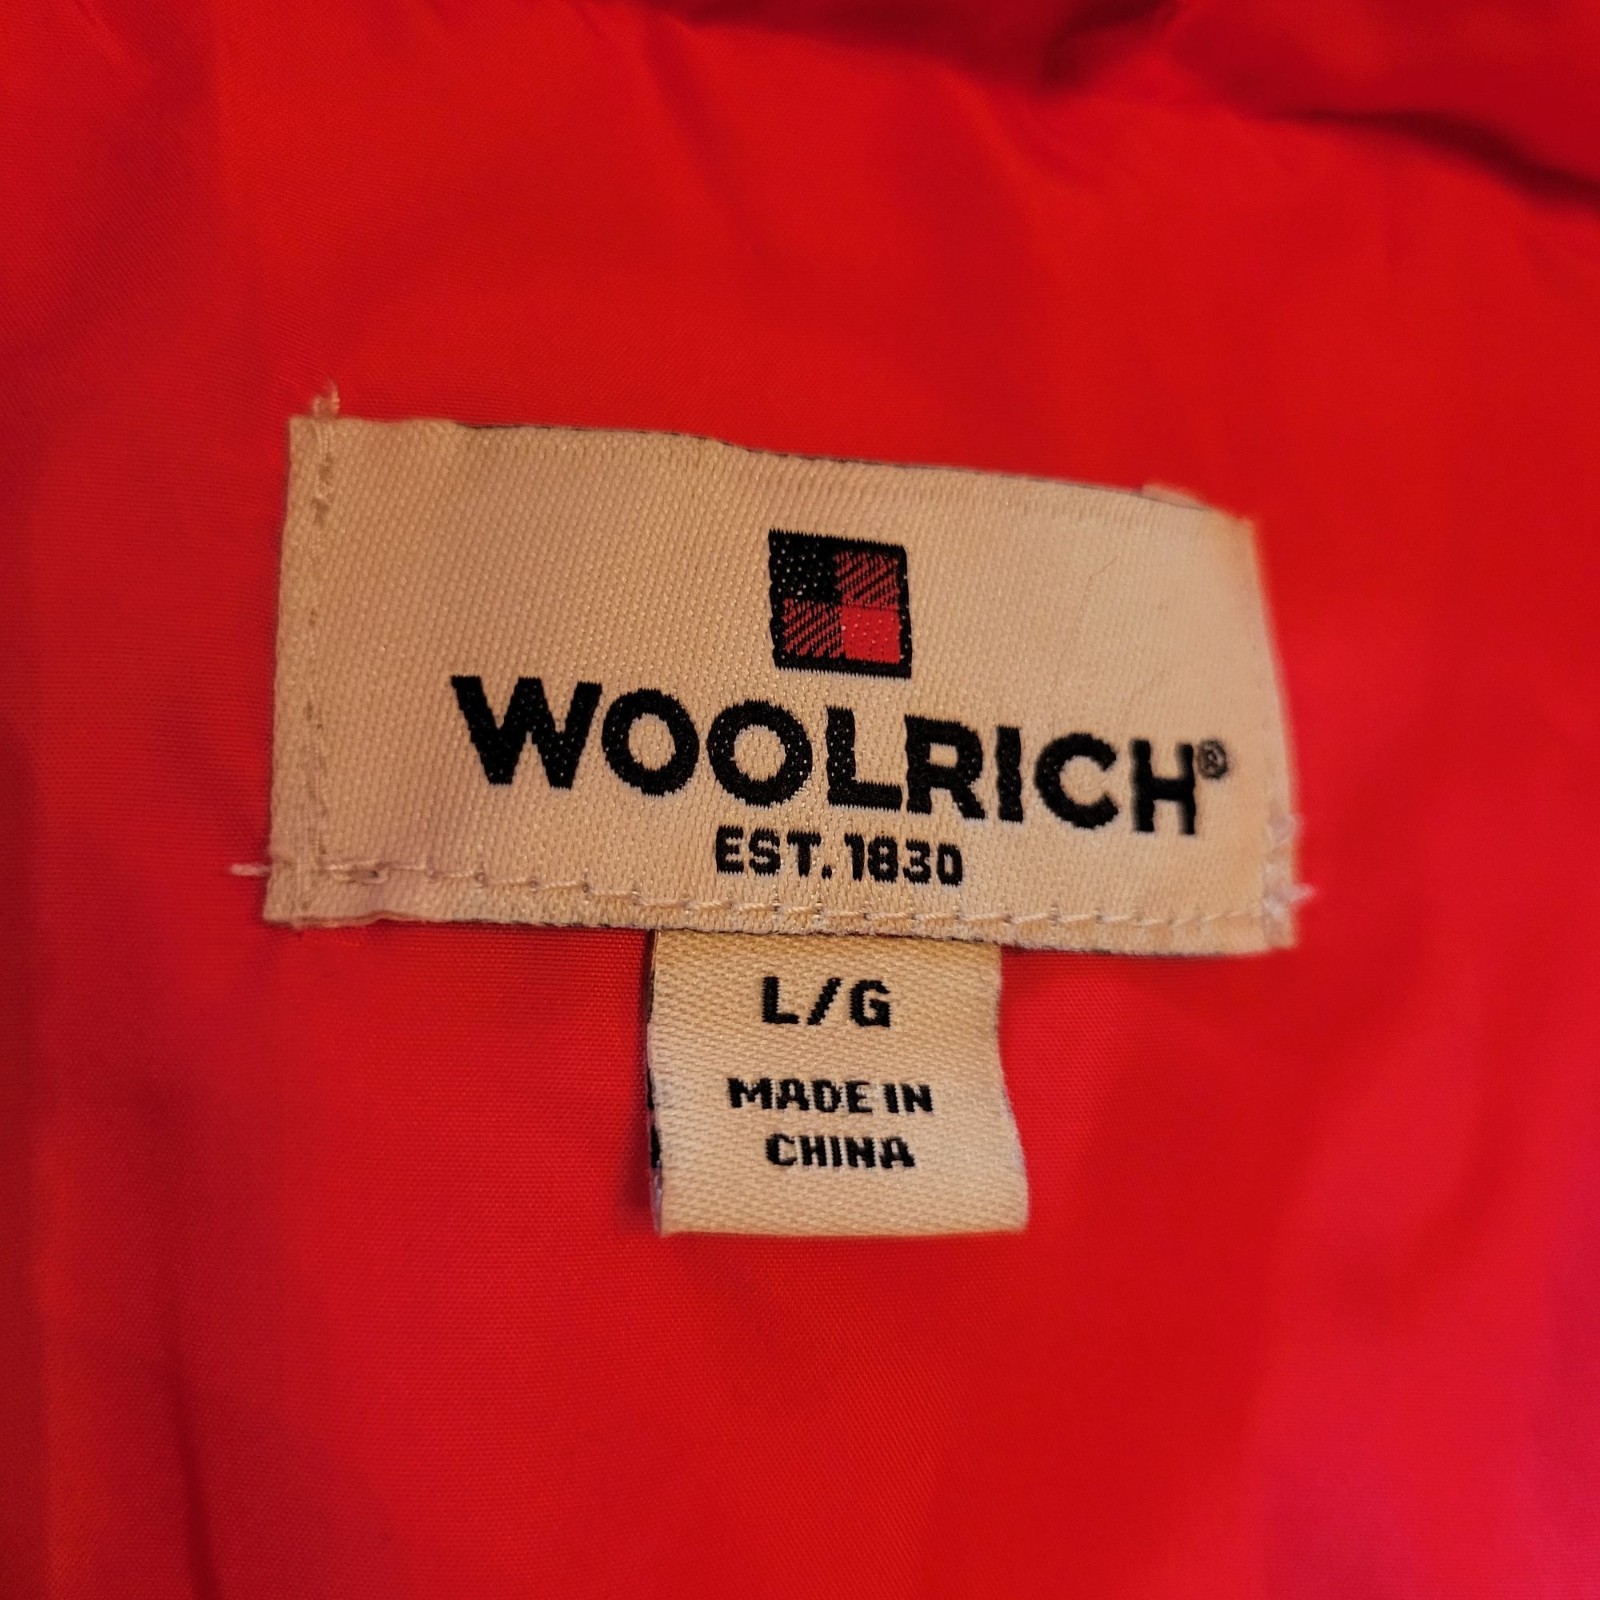 WOOLRICH®
EST. 1830
L/G
MADE IN
CHINA